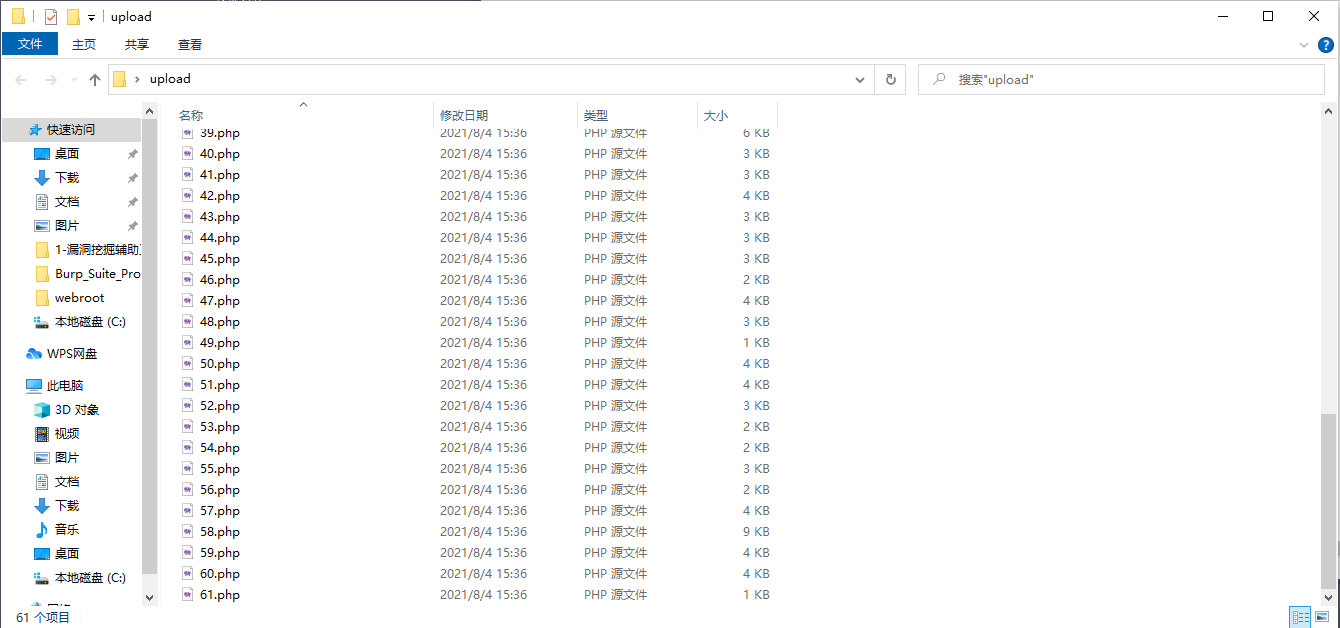 upload
文件 主页 共享 查看
upload
搜索"upload"
快速访问
桌面
下载
文档
图片
1-漏洞挖掘辅助
Burp_Suite_Pro
webroot
本地磁盘 (C:)
WPS网盘
此电脑
3D 对象
视频
图片
文档
下载
音乐
桌面
本地磁盘 (C:)
名称 修改日期 类型 大小
39.php 2021/8/4 15:36 PHP 源文件 6 KB
40.php 2021/8/4 15:36 PHP 源文件 3 KB
41.php 2021/8/4 15:36 PHP 源文件 3 KB
42.php 2021/8/4 15:36 PHP 源文件 4 KB
43.php 2021/8/4 15:36 PHP 源文件 3 KB
44.php 2021/8/4 15:36 PHP 源文件 3 KB
45.php 2021/8/4 15:36 PHP 源文件 3 KB
46.php 2021/8/4 15:36 PHP 源文件 2 KB
47.php 2021/8/4 15:36 PHP 源文件 4 KB
48.php 2021/8/4 15:36 PHP 源文件 3 KB
49.php 2021/8/4 15:36 PHP 源文件 1 KB
50.php 2021/8/4 15:36 PHP 源文件 4 KB
51.php 2021/8/4 15:36 PHP 源文件 4 KB
52.php 2021/8/4 15:36 PHP 源文件 3 KB
53.php 2021/8/4 15:36 PHP 源文件 2 KB
54.php 2021/8/4 15:36 PHP 源文件 2 KB
55.php 2021/8/4 15:36 PHP 源文件 3 KB
56.php 2021/8/4 15:36 PHP 源文件 2 KB
57.php 2021/8/4 15:36 PHP 源文件 4 KB
58.php 2021/8/4 15:36 PHP 源文件 9 KB
59.php 2021/8/4 15:36 PHP 源文件 4 KB
60.php 2021/8/4 15:36 PHP 源文件 4 KB
61.php 2021/8/4 15:36 PHP 源文件 1 KB
61 个项目